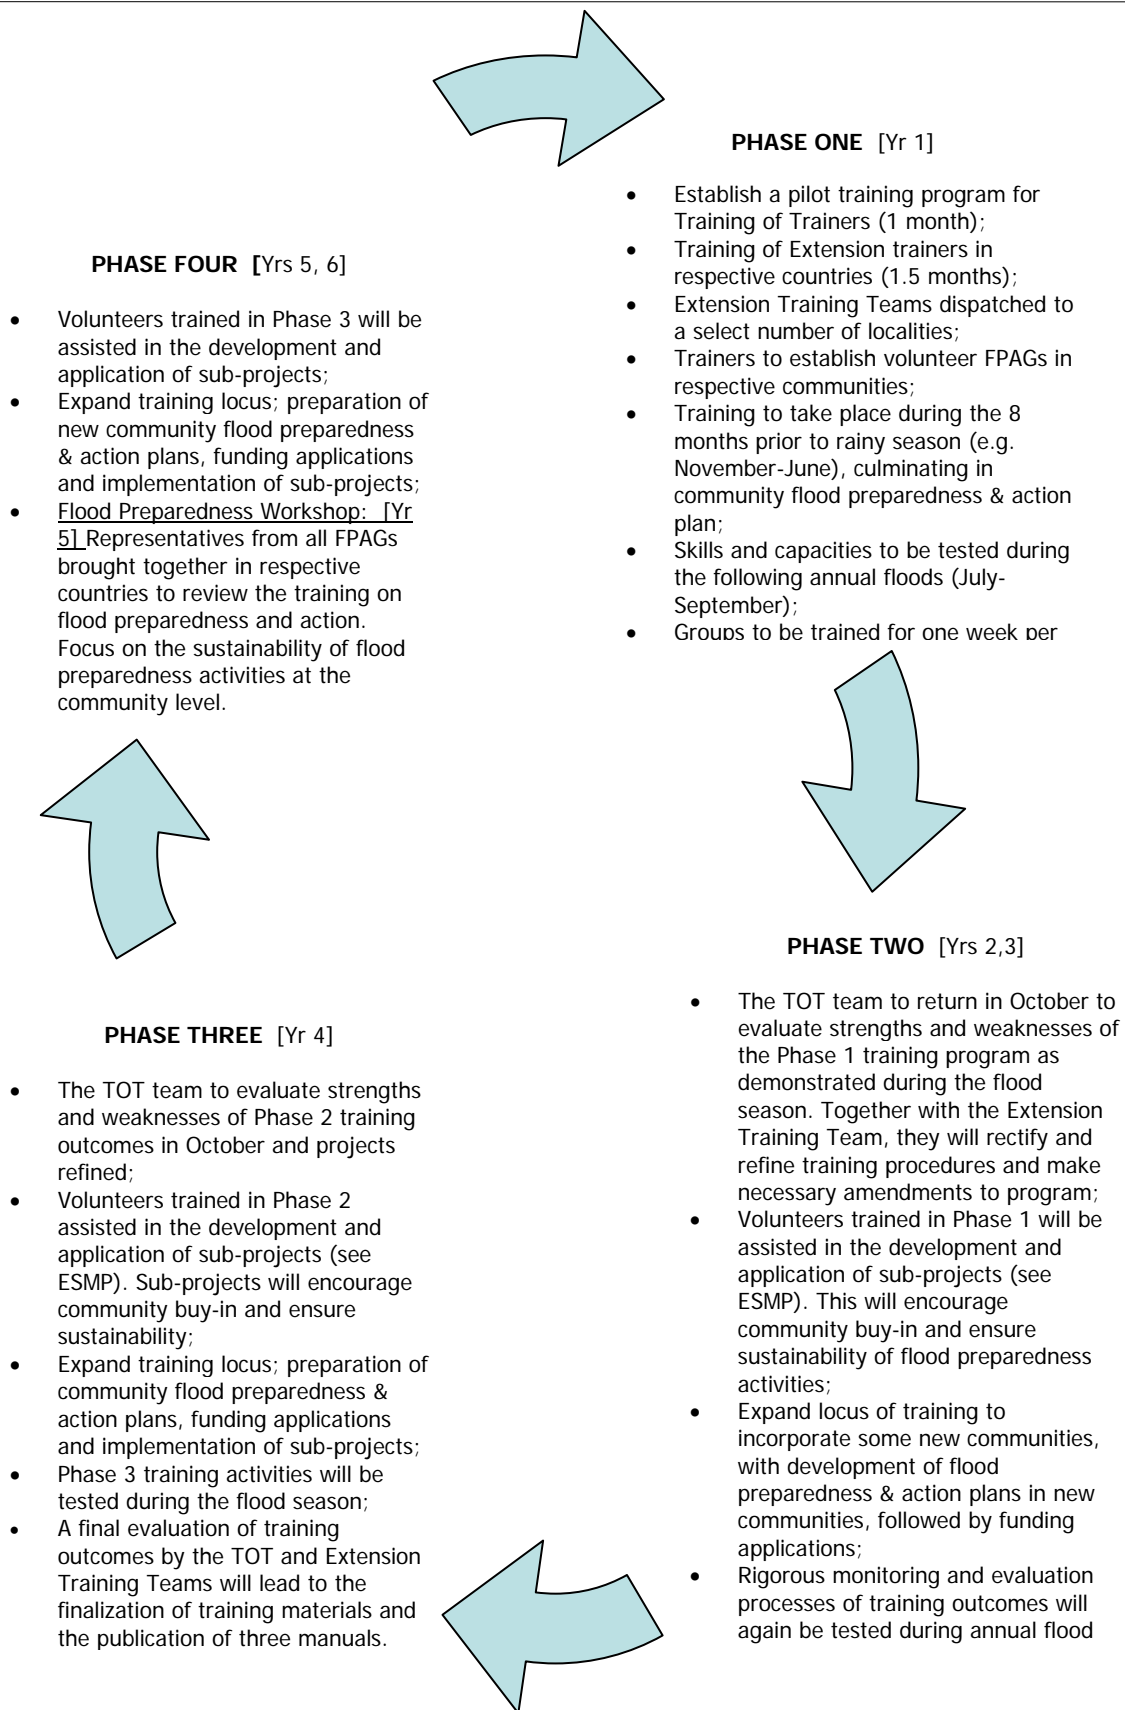 PHASE ONE [Yr 1]
• Establish a pilot training program for
Training of Trainers (1 month);
• Training of Extension trainers in
respective countries (1.5 months);
• Extension Training Teams dispatched to
a select number of localities;
• Trainers to establish volunteer FPAGs in
respective communities;
• Training to take place during the 8
months prior to rainy season (e.g.
November-June), culminating in
community flood preparedness & action
plan;
• Skills and capacities to be tested during
the following annual floods (July-
September);
• Groups to be trained for one week per
PHASE TWO [Yrs 2,3]
• The TOT team to return in October to
evaluate strengths and weaknesses of
the Phase 1 training program as
demonstrated during the flood
season. Together with the Extension
Training Team, they will rectify and
refine training procedures and make
necessary amendments to program;
• Volunteers trained in Phase 1 will be
assisted in the development and
application of sub-projects (see
ESMP). This will encourage
community buy-in and ensure
sustainability of flood preparedness
activities;
• Expand locus of training to
incorporate some new communities,
with development of flood
preparedness & action plans in new
communities, followed by funding
applications;
• Rigorous monitoring and evaluation
processes of training outcomes will
again be tested during annual flood
PHASE THREE [Yr 4]
• The TOT team to evaluate strengths
and weaknesses of Phase 2 training
outcomes in October and projects
refined;
• Volunteers trained in Phase 2
assisted in the development and
application of sub-projects (see
ESMP). Sub-projects will encourage
community buy-in and ensure
sustainability;
• Expand training locus; preparation of
community flood preparedness &
action plans, funding applications
and implementation of sub-projects;
• Phase 3 training activities will be
tested during the flood season;
• A final evaluation of training
outcomes by the TOT and Extension
Training Teams will lead to the
finalization of training materials and
the publication of three manuals.
PHASE FOUR [Yrs 5, 6]
• Volunteers trained in Phase 3 will be
assisted in the development and
application of sub-projects;
• Expand training locus; preparation of
new community flood preparedness
& action plans, funding applications
and implementation of sub-projects;
• Flood Preparedness Workshop: [Yr
5] Representatives from all FPAGs
brought together in respective
countries to review the training on
flood preparedness and action.
Focus on the sustainability of flood
preparedness activities at the
community level.